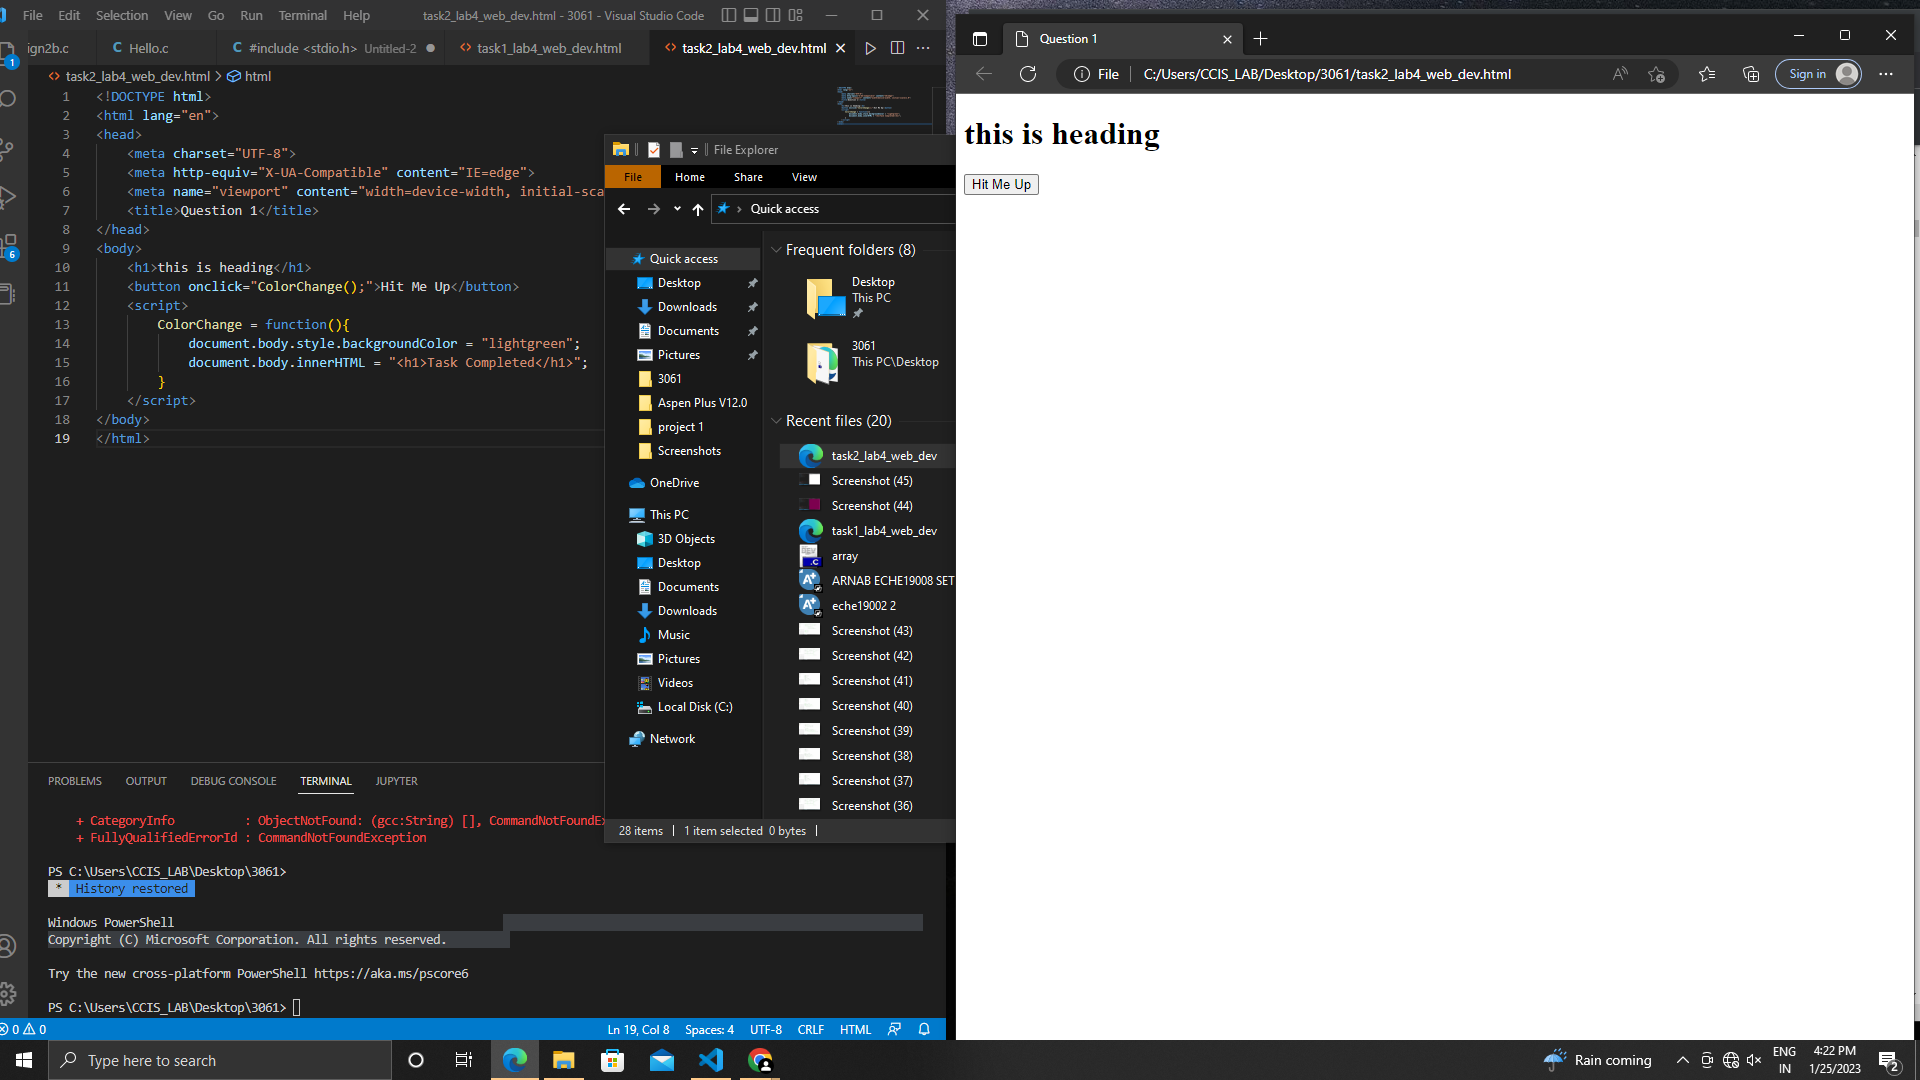 File Edit Selection View Go Run Terminal Help task2_lab4_web_dev.html - 3061 - Visual Studio Code
ign2b.c Hello.c #include <stdio.h> Untitled-2 task1_lab4_web_dev.html task2_lab4_web_dev.html
task2_lab4_web_dev.html > html
1 <!DOCTYPE html>
2 <html lang="en">
3 <head>
4 <meta charset="UTF-8">
5 <meta http-equiv="X-UA-Compatible" content="IE=edge">
6 <meta name="viewport" content="width=device-width, initial-sca
7 <title>Question 1</title>
8 </head>
9 <body>
10 <h1>this is heading</h1>
11 <button onclick="ColorChange();">Hit Me Up</button>
12 <script>
13 ColorChange = function(){
14 document.body.style.backgroundColor = "lightgreen";
15 document.body.innerHTML = "<h1>Task Completed</h1>";
16 }
17 </script>
18 </body>
19 </html>
1
6
PROBLEMS OUTPUT DEBUG CONSOLE TERMINAL JUPYTER
+ CategoryInfo : ObjectNotFound: (gcc:String) [], CommandNotFoundEx
+ FullyQualifiedErrorId : CommandNotFoundException
PS C:\Users\CCIS_LAB\Desktop\3061>
* History restored
Windows PowerShell
Copyright (C) Microsoft Corporation. All rights reserved.
Try the new cross-platform PowerShell https://aka.ms/pscore6
PS C:\Users\CCIS_LAB\Desktop\3061>
0 0 Ln 19, Col 8 Spaces: 4 UTF-8 CRLF HTML
File Explorer
File Home Share View
Quick access
Quick access
Desktop
Downloads
Documents
Pictures
3061
Aspen Plus V12.0
project 1
Screenshots
OneDrive
This PC
3D Objects
Desktop
Documents
Downloads
Music
Pictures
Videos
Local Disk (C:)
Network
Frequent folders (8)
Desktop
This PC
3061
This PC\Desktop
Recent files (20)
task2_lab4_web_dev
Screenshot (45)
Screenshot (44)
task1_lab4_web_dev
array
ARNAB ECHE19008 SET
eche19002 2
Screenshot (43)
Screenshot (42)
Screenshot (41)
Screenshot (40)
Screenshot (39)
Screenshot (38)
Screenshot (37)
Screenshot (36)
28 items 1 item selected 0 bytes
Question 1
File C:/Users/CCIS_LAB/Desktop/3061/task2_lab4_web_dev.html Sign in
this is heading
Hit Me Up
Type here to search
Rain coming
ENG
IN
4:22 PM
1/25/2023
2